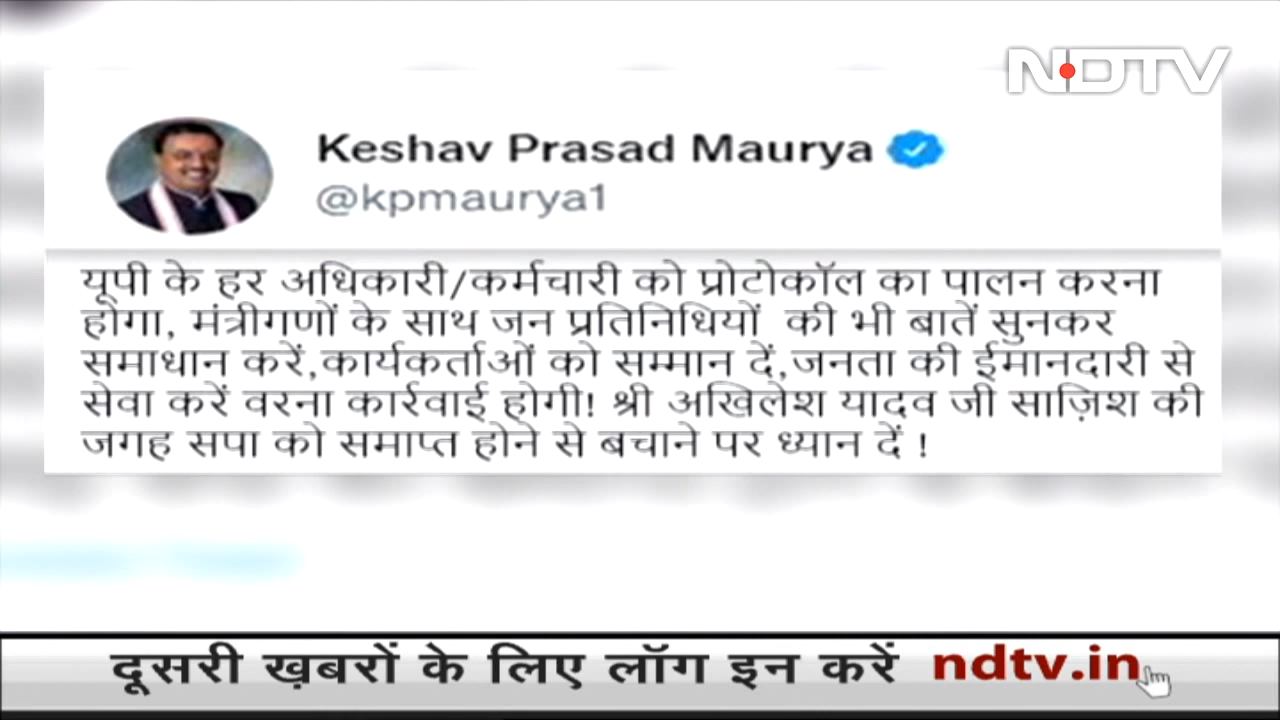 NDTV
Keshav Prasad Maurya
@kpmaurya1
यूपी के हर अधिकारी/कर्मचारी को प्रोटोकॉल का पालन करना
होगा, मंत्रीगणों के साथ जन प्रतिनिधियों की भी बातें सुनकर
समाधान करें,कार्यकर्ताओं को सम्मान दें,जनता की ईमानदारी से
सेवा करें वरना कार्रवाई होगी! श्री अखिलेश यादव जी साज़िश की
जगह सपा को समाप्त होने से बचाने पर ध्यान दें !
दूसरी ख़बरों के लिए लॉग इन करें ndtv.in